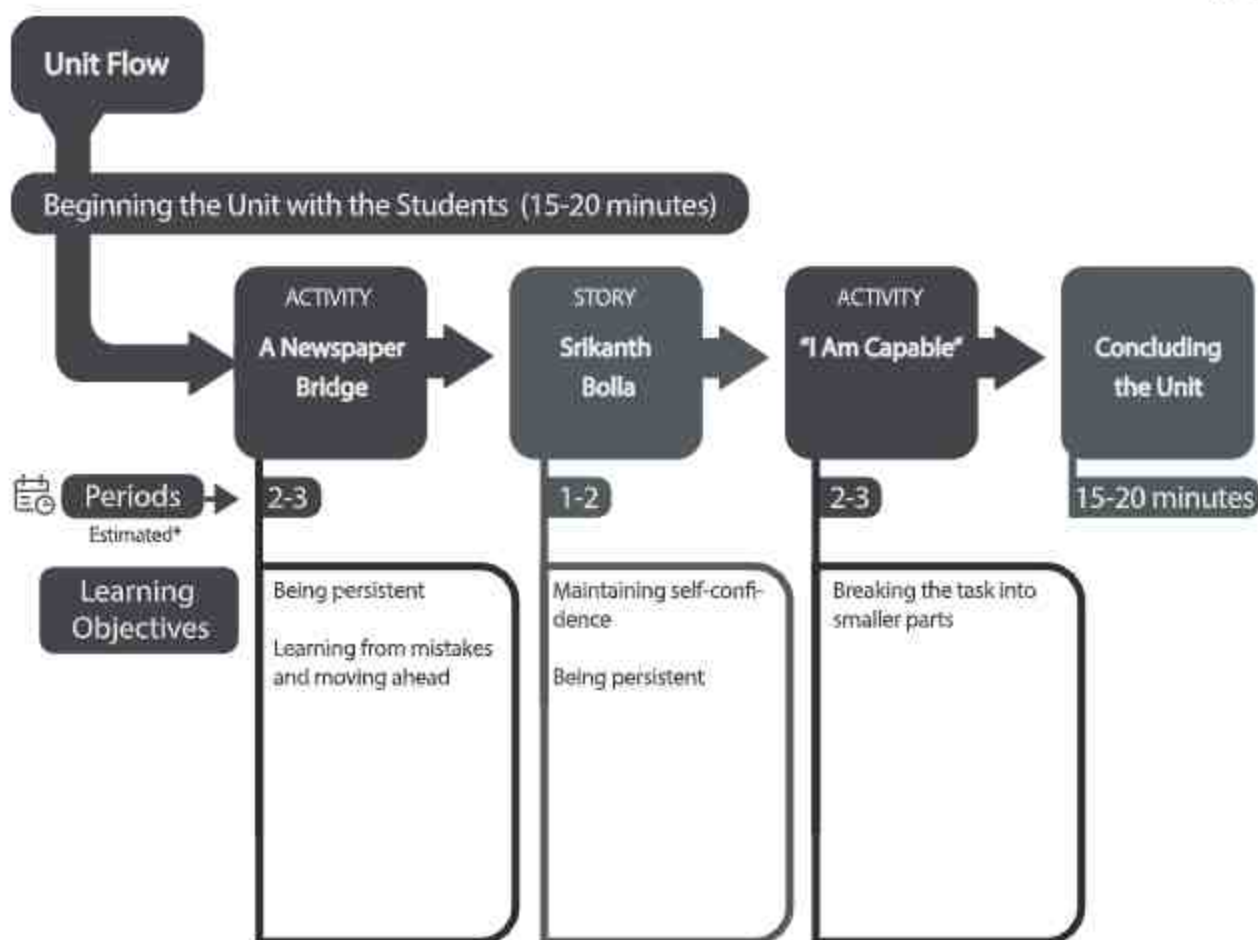 Unit Flow
Beginning the Unit with the Students (15-20 minutes)
ACTIVITY
A Newspaper
Bridge
STORY
Srikanth
Bolla
ACTIVITY
"I Am Capable"
Concluding
the Unit
Periods
Estimated*
2-3
1-2
2-3
15-20 minutes
Learning
Objectives
Being persistent
Learning from mistakes
and moving ahead
Maintaining self-confi-
dence
Being persistent
Breaking the task into
smaller parts